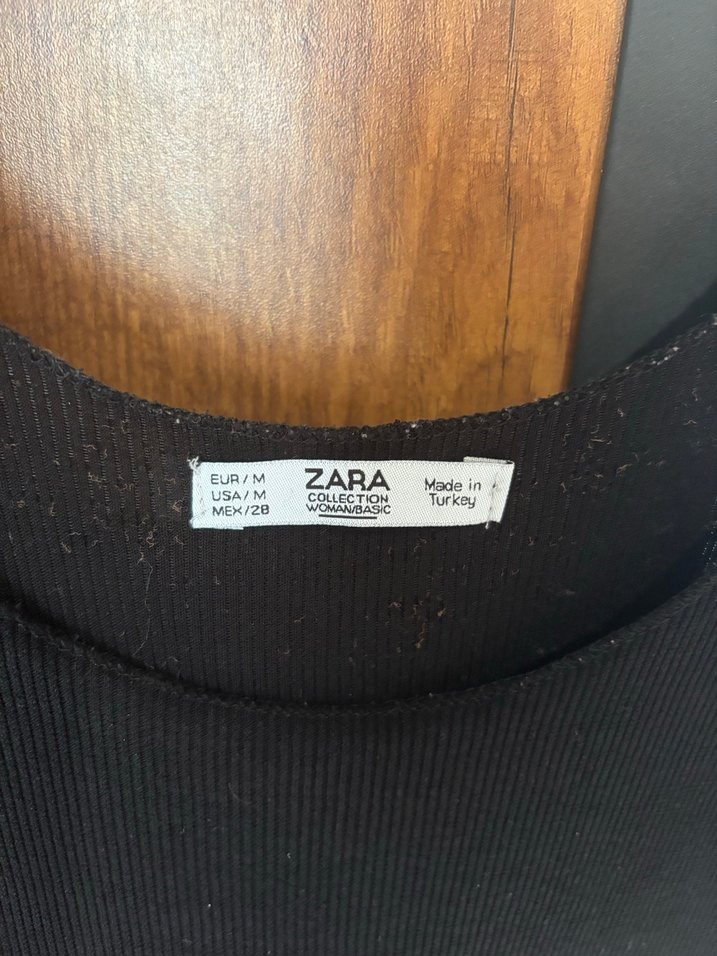 EUR / M
USA / M
MEX / 28
ZARA
COLLECTION
WOMAN/BASIC
Made in
Turkey